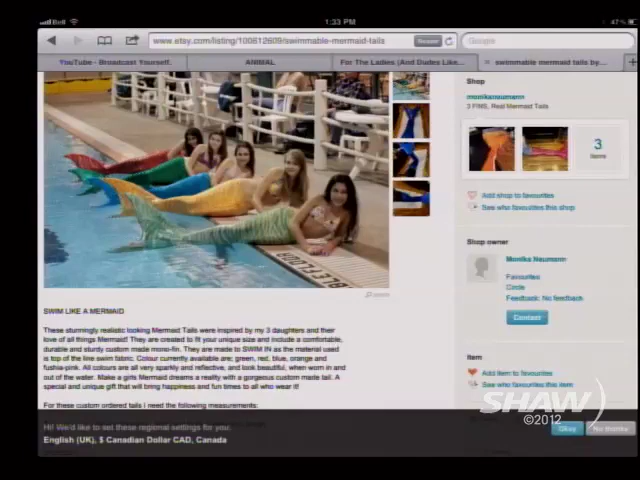 Bell
1:33 PM
47%
www.etsy.com/listing/100612609/swimmable-mermaid-tails
Reader
Google
YouTube - Broadcast Yourself.
ANIMAL
For The Ladies (And Dudes Like...
swimmable mermaid tails by...
Shop
monikaneumann
3 FINS, Real Mermaid Tails
3
items
Add shop to favourites
See who favourites this shop
Shop owner
Monika Neumann
Favourites
Circle
Feedback: No feedback
Contact
BLE FLOOR
zoom
SWIM LIKE A MERMAID
These stunningly realistic looking Mermaid Tails were inspired by my 3 daughters and their
love of all things Mermaid! They are created to fit your unique size and include a comfortable,
durable and sturdy custom made mono-fin. They are made to SWIM IN as the material used
is top of the line swim fabric. Colour currently available are; green, red, blue, orange and
fushia-pink. All colours are all very sparkly and reflective, and look beautiful, when worn in and
out of the water. Make a girls Mermaid dreams a reality with a gorgeous custom made tail. A
special and unique gift that will bring happiness and fun times to all who wear it!
For these custom ordered tails I need the following measurements:
Item
Add item to favourites
See who favourites this item
Hi! We'd like to set these regional settings for you.
English (UK), $ Canadian Dollar CAD, Canada
Okay
No thanks
SHAW)
©2012